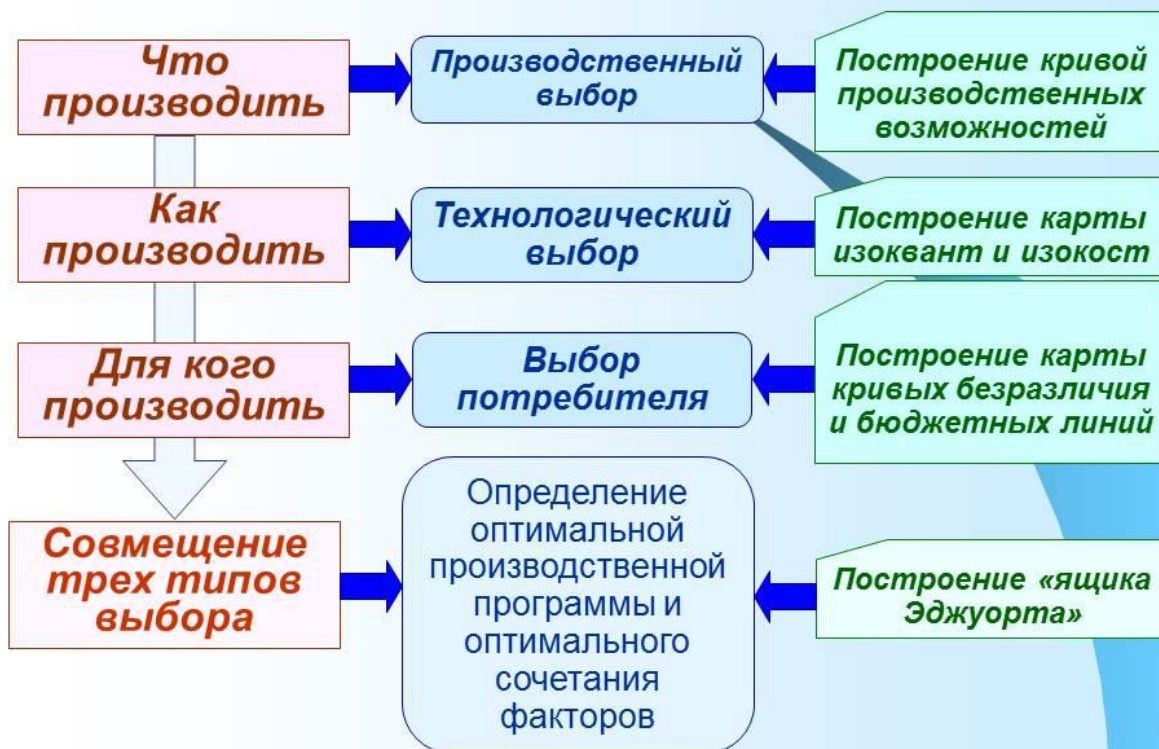 Что
производить
Производственный
выбор
Построение кривой
производственных
возможностей
Как
производить
Технологический
выбор
Построение карты
изоквант и изокост
Для кого
производить
Выбор
потребителя
Построение карты
кривых безразличия
и бюджетных линий
Совмещение
трех типов
выбора
Определение
оптимальной
производственной
программы и
оптимального
сочетания
факторов
Построение «ящика
Эджуорта»